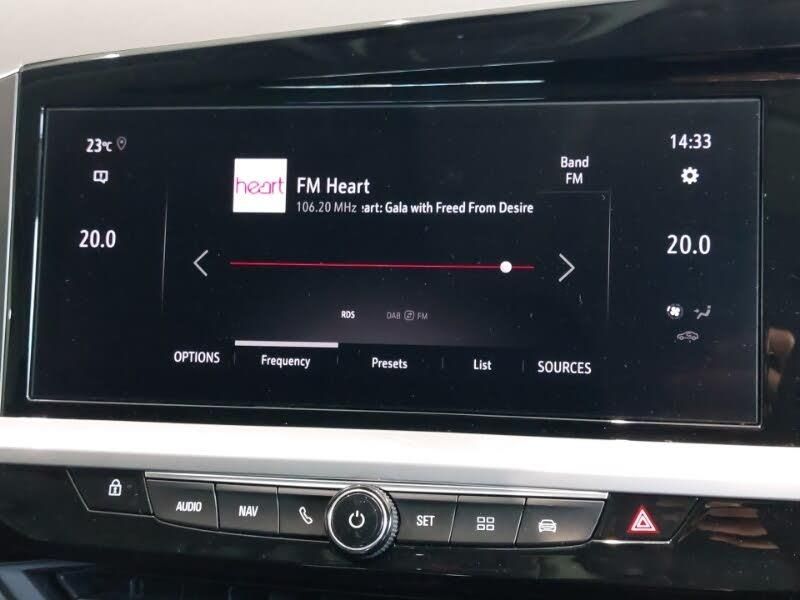 23°C
14:33
heart
FM Heart
Band
FM
106.20 MHz :art: Gala with Freed From Desire
20.0
20.0
RDS
DAB FM
OPTIONS
Frequency
Presets
List
SOURCES
AUDIO
NAV
SET